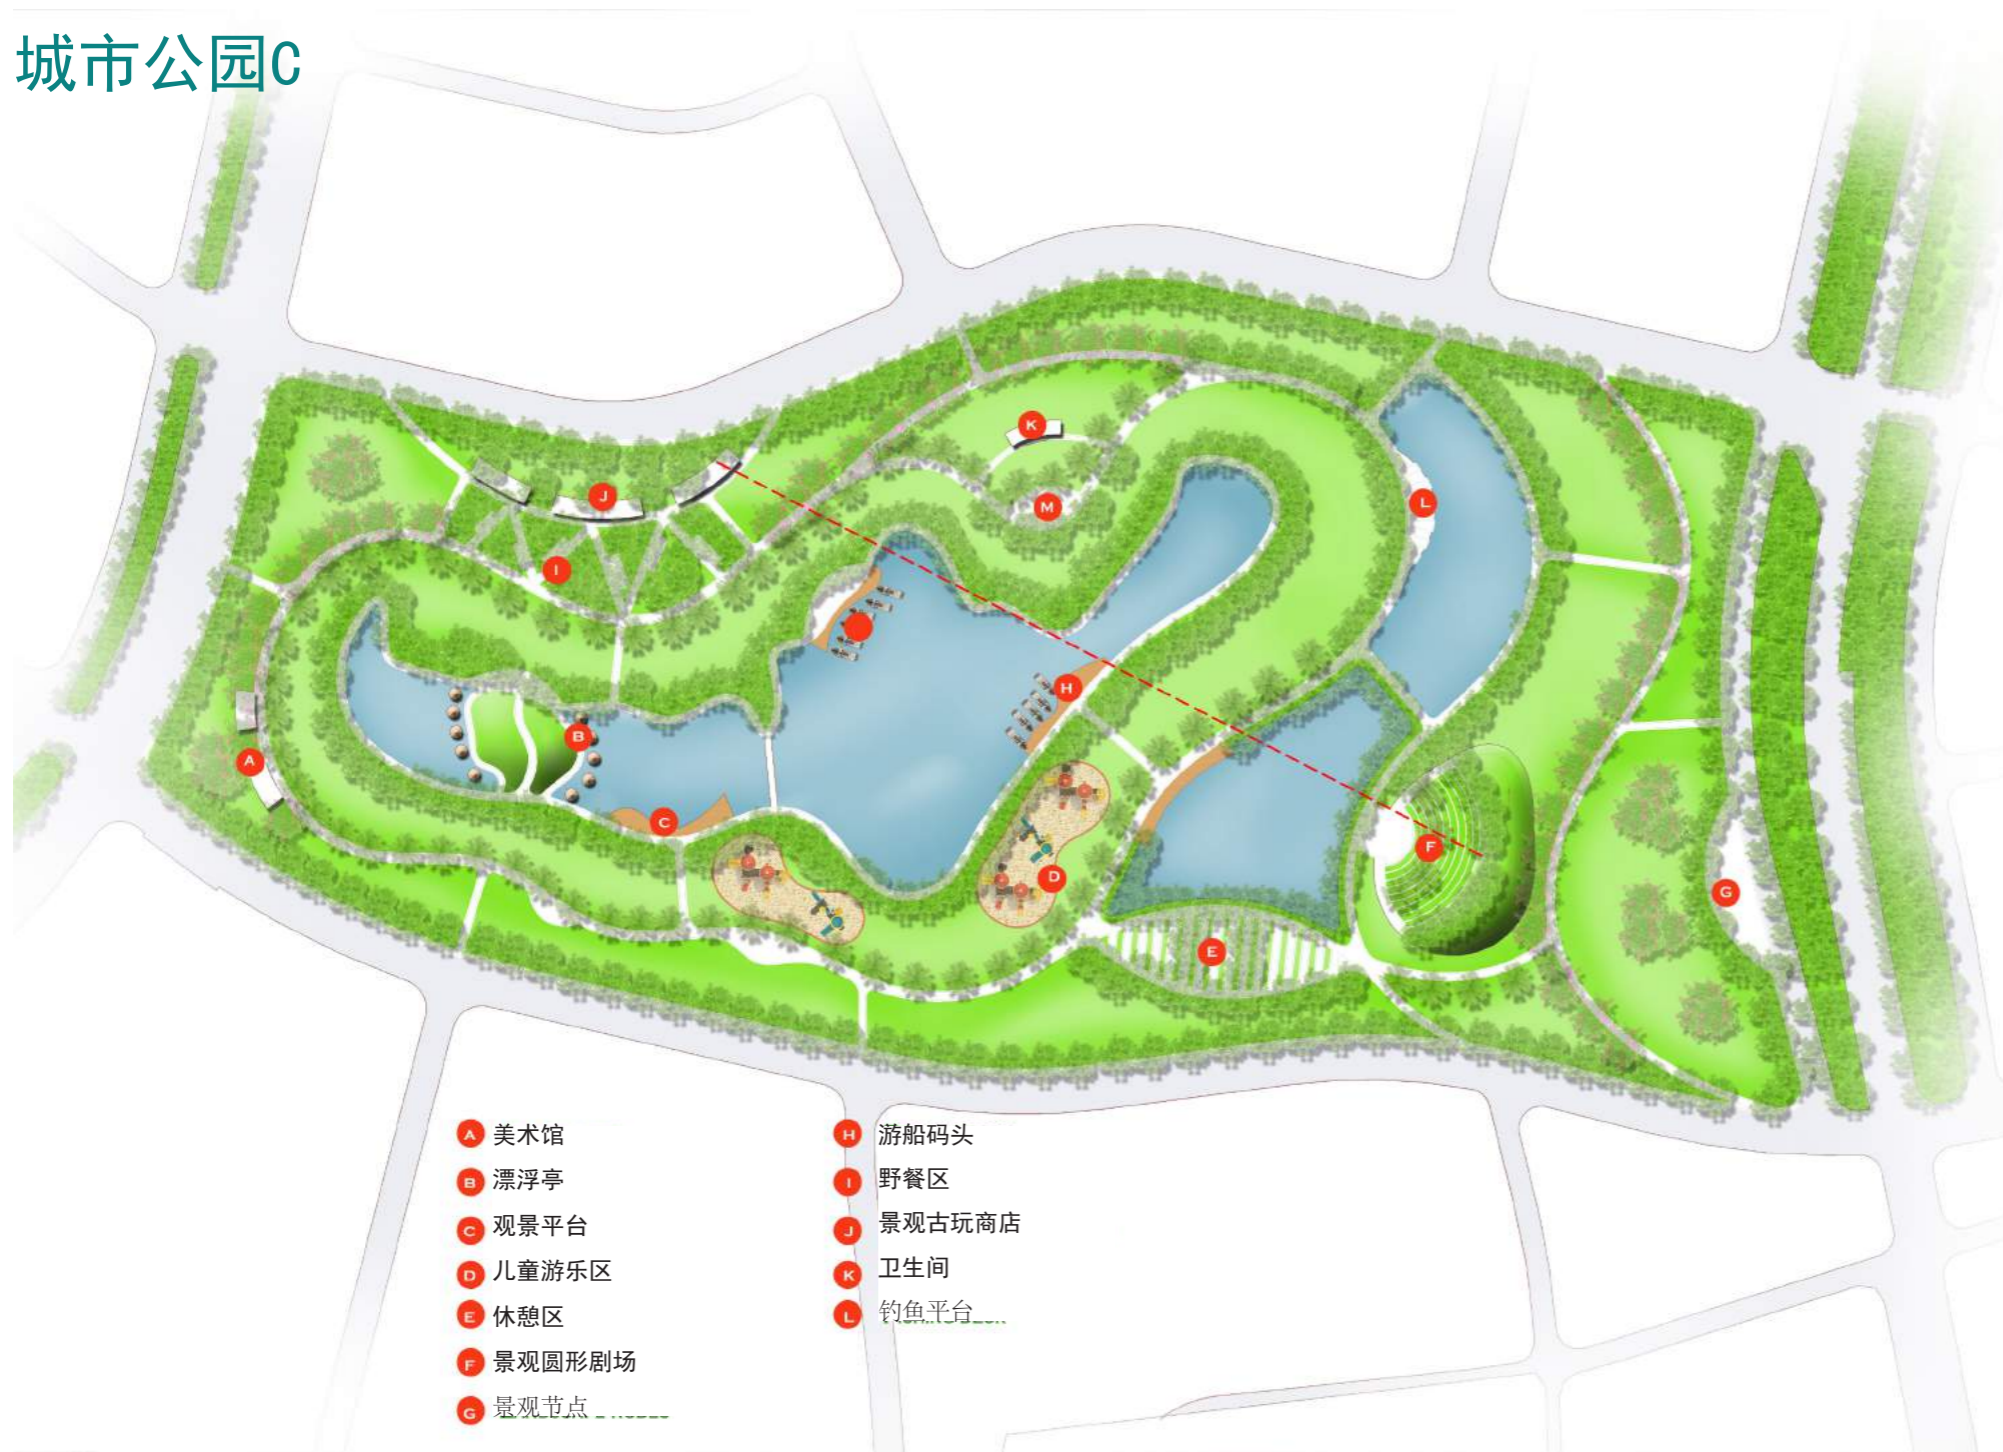 城市公园C
K
J
L
M
I
H
B
A
C
F
D
G
E
A 美术馆
B 漂浮亭
C 观景平台
D 儿童游乐区
E 休憩区
F 景观圆形剧场
G 景观节点
H 游船码头
I 野餐区
J 景观古玩商店
K 卫生间
L 钓鱼平台